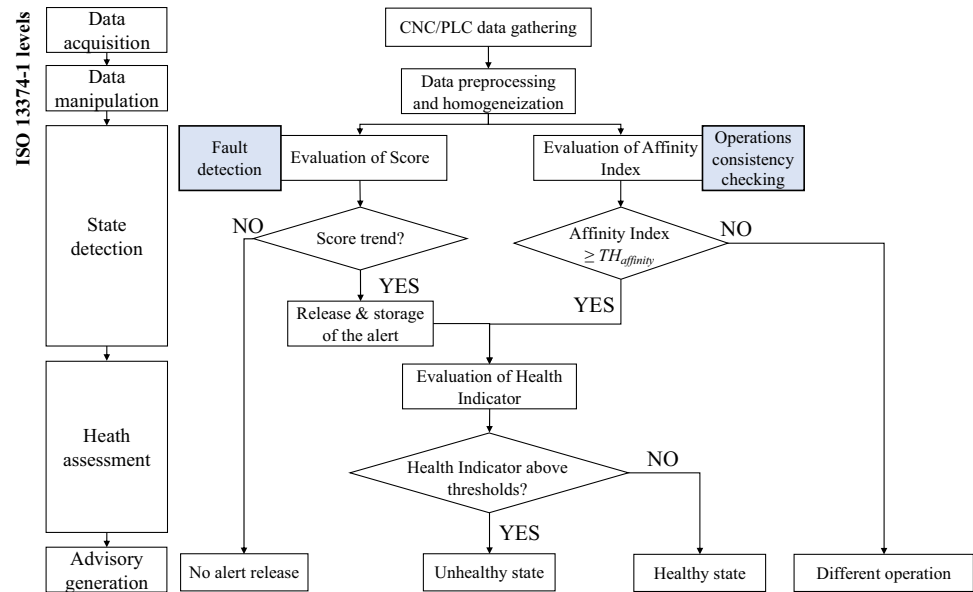 ISO 13374-1 levels
Data
acquisition
Data
manipulation
State
detection
Heath
assessment
Advisory
generation
CNC/PLC data gathering
Data preprocessing
and homogeneization
Fault
detection
Evaluation of Score
Evaluation of Affinity
Index
Operations
consistency
checking
NO
Score trend?
Affinity Index
≥ THaffinity
NO
YES
YES
Release & storage
of the alert
Evaluation of Health
Indicator
Health Indicator above
thresholds?
NO
YES
No alert release
Unhealthy state
Healthy state
Different operation